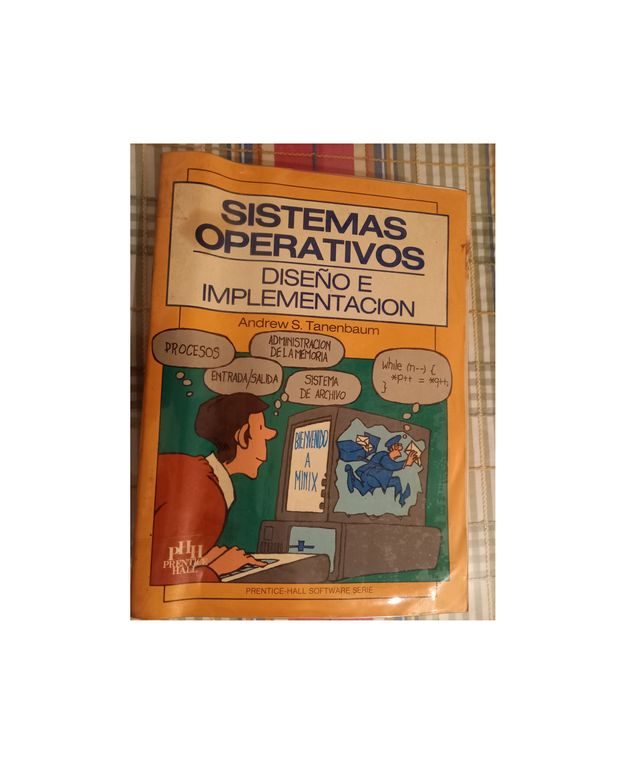 SISTEMAS
OPERATIVOS
DISEÑO E
IMPLEMENTACION
Andrew S. Tanenbaum
PROCESOS
ADMINISTRACION
DE LA MEMORIA
ENTRADA/SALIDA
SISTEMA
DE ARCHIVO
while (n--) {
*p++ = *q++;
}
BIENVENIDO
A
MINIX
PHH
PRENTICE
HALL
PRENTICE-HALL SOFTWARE SERIE